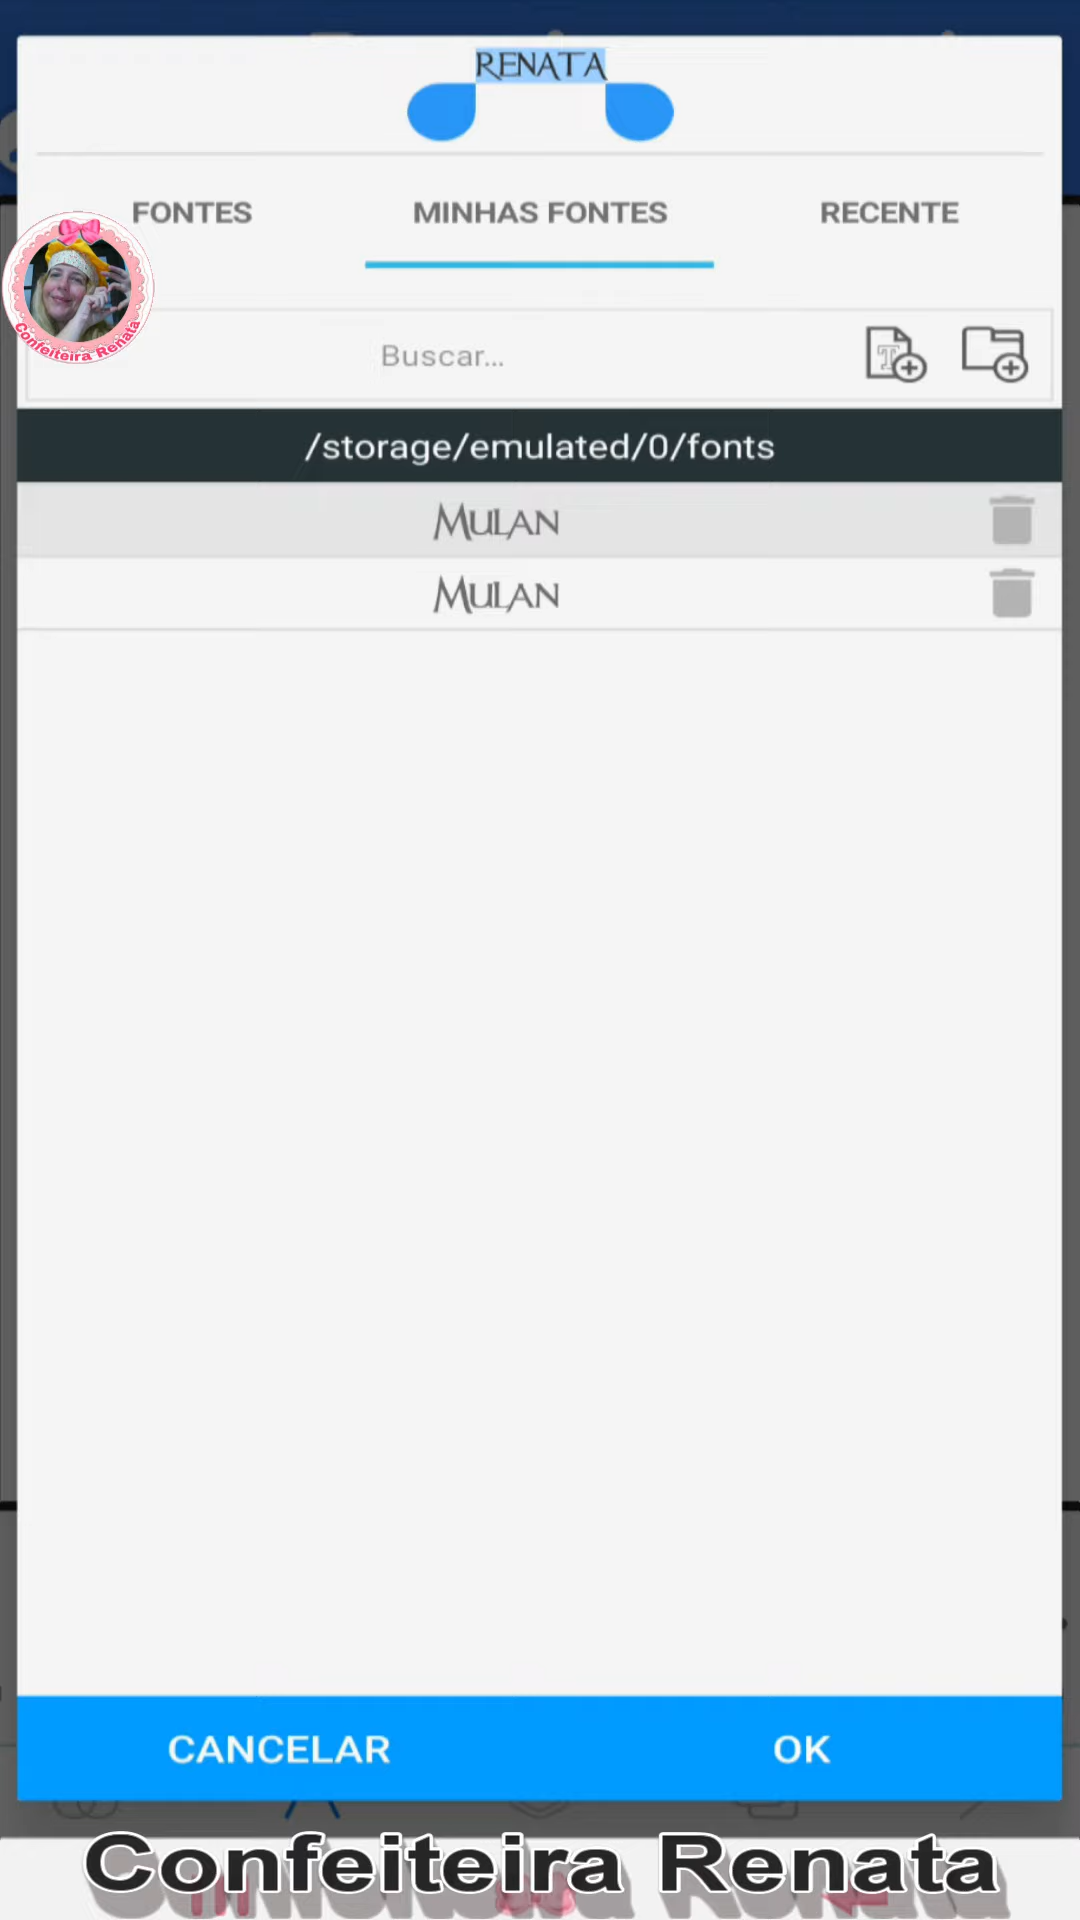 RENATA
FONTES MINHAS FONTES RECENTE
Confeiteira Renata
Buscar...
/storage/emulated/0/fonts
MULAN
MULAN
CANCELAR OK
Confeiteira Renata